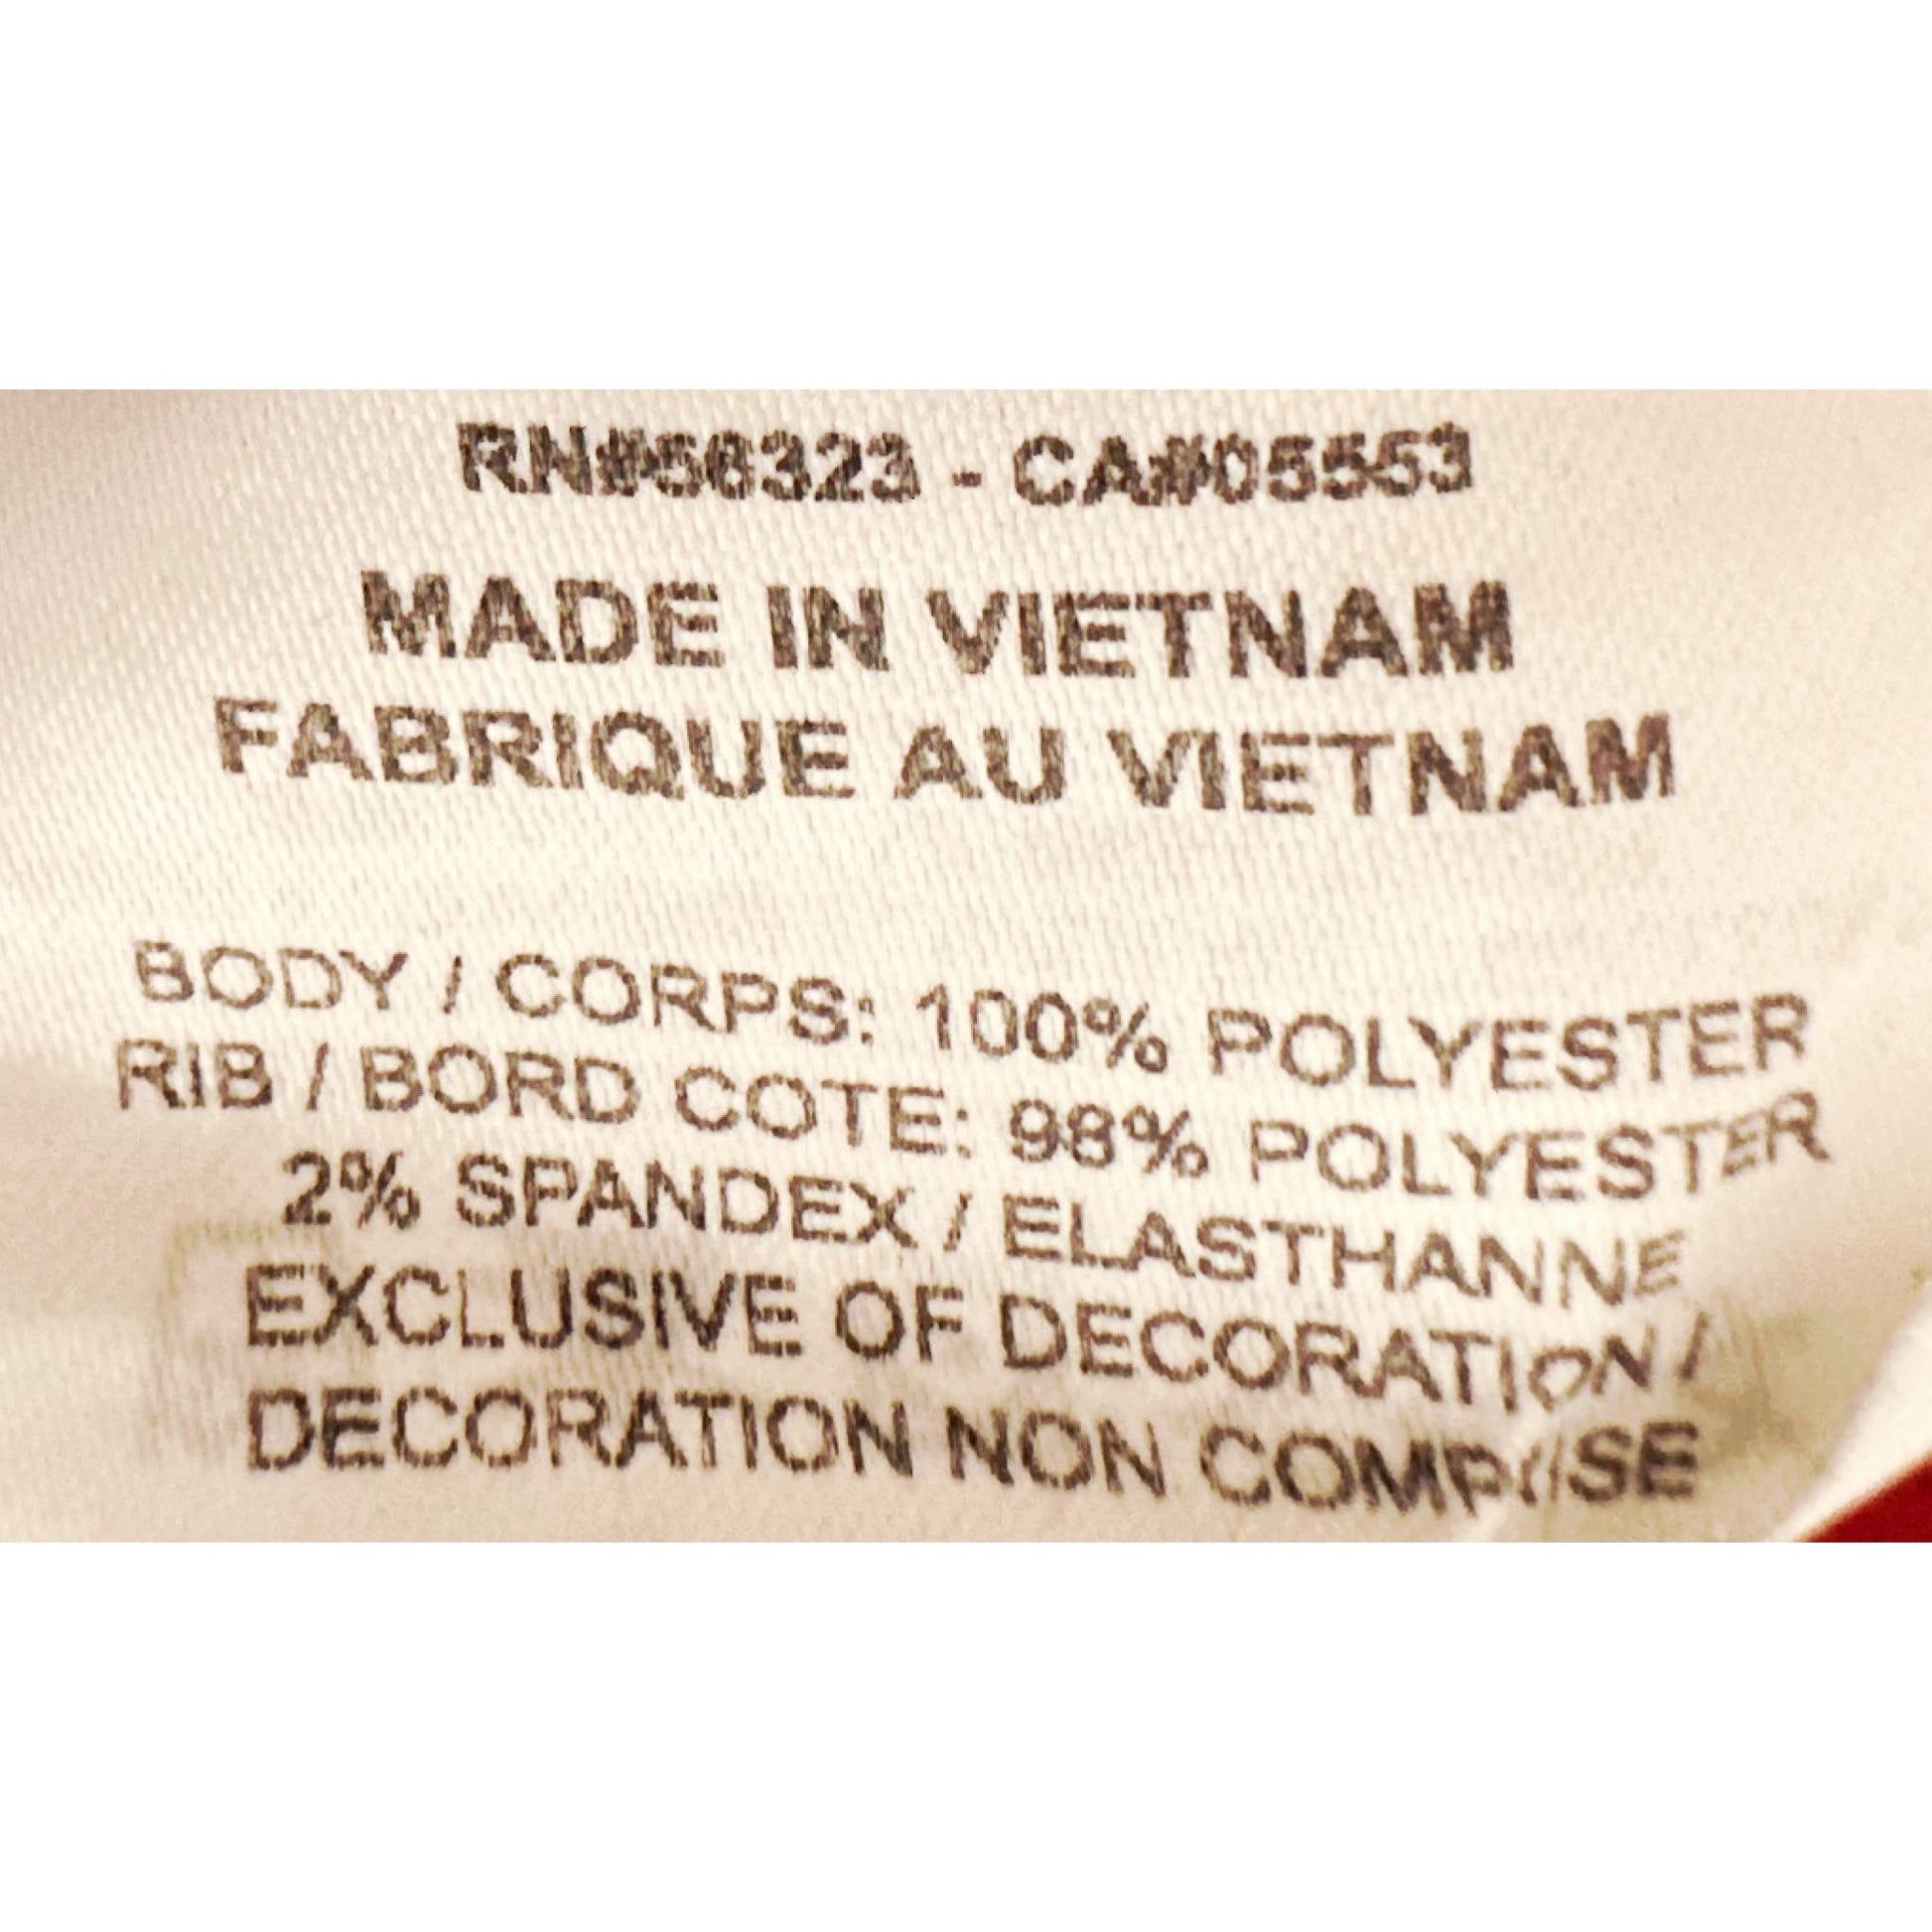 RN#56323 - CA#05553
MADE IN VIETNAM
FABRIQUE AU VIETNAM
BODY / CORPS: 100% POLYESTER
RIB / BORD COTE: 98% POLYESTER
2% SPANDEX / ELASTHANNE
EXCLUSIVE OF DECORATION /
DECORATION NON COMPRISE